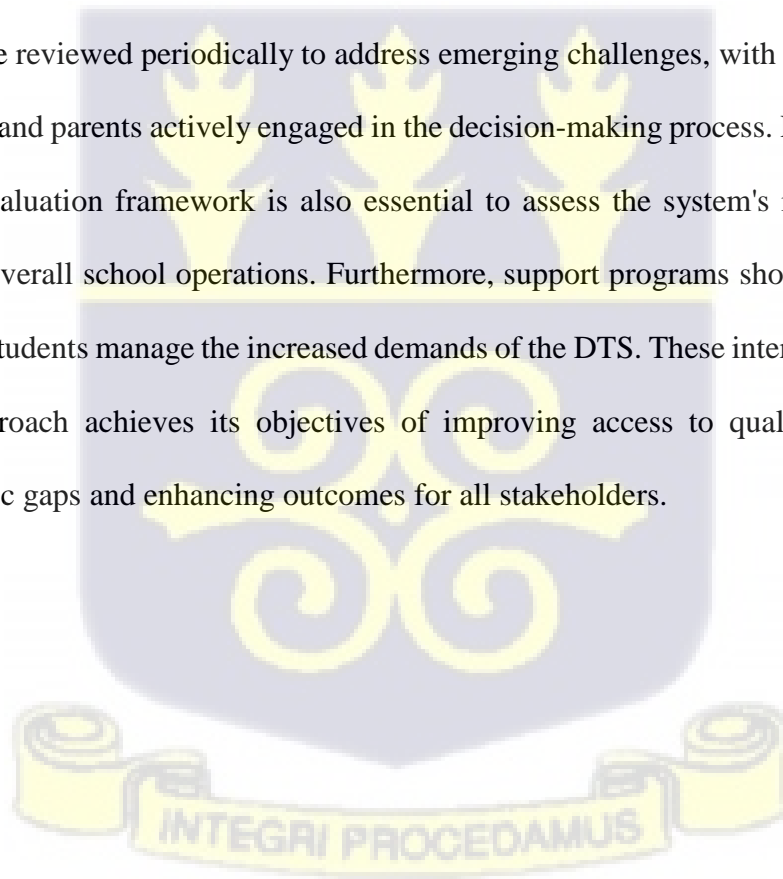 e reviewed periodically to address emerging challenges, with
and parents actively engaged in the decision-making process.
aluation framework is also essential to assess the system's
verall school operations. Furthermore, support programs sho
tudents manage the increased demands of the DTS. These inter
roach achieves its objectives of improving access to qual
c gaps and enhancing outcomes for all stakeholders.
INTEGRI PROCEDAMUS